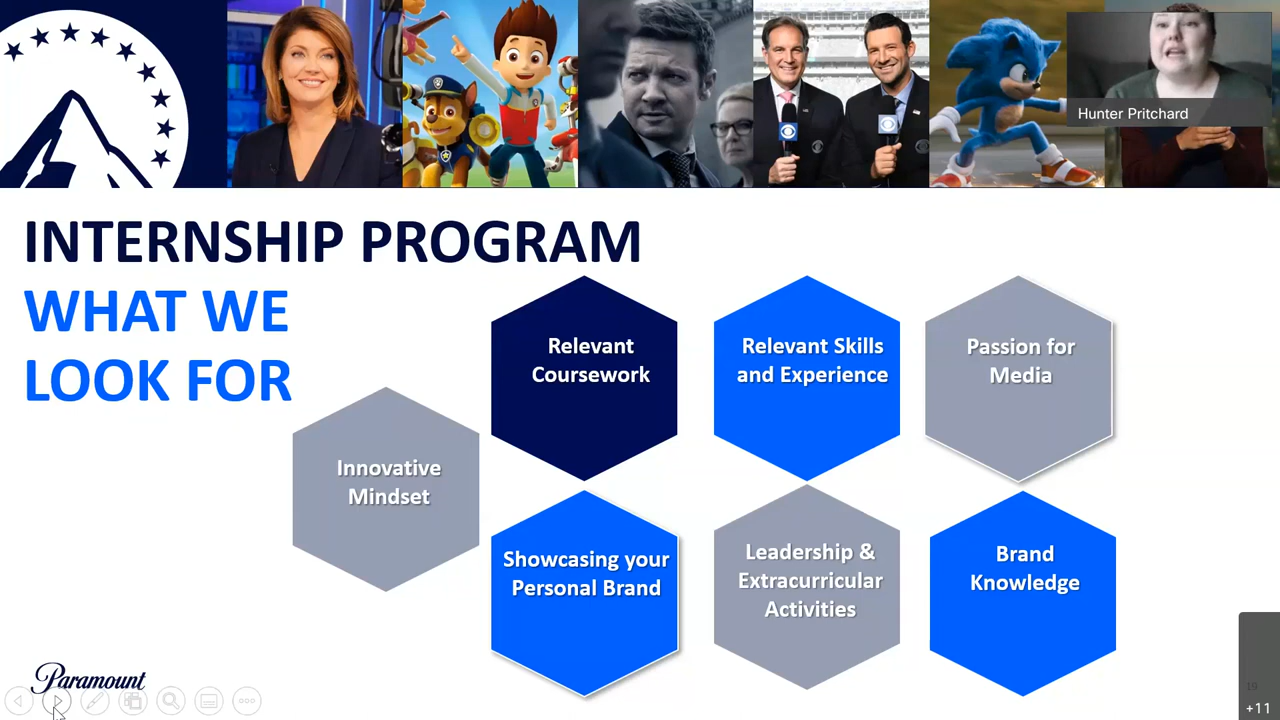 Hunter Pritchard
INTERNSHIP PROGRAM
WHAT WE
LOOK FOR
Relevant
Coursework
Relevant Skills
and Experience
Passion for
Media
Innovative
Mindset
Showcasing your
Personal Brand
Leadership &
Extracurricular
Activities
Brand
Knowledge
Paramount
19
+11